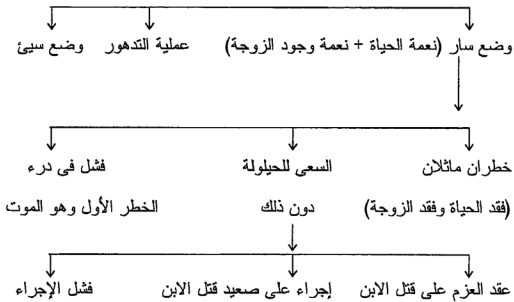 وضع سار (نعمة الحياة + نعمة وجود الزوجة) عملية التدهور وضع سيئ
خطران ماثلان السعى للحيلولة فشل فى درء
(فقد الحياة وفقد الزوجة) دون ذلك الخطر الأول وهو الموت
عقد العزم على قتل الابن إجراء على صعيد قتل الابن فشل الإجراء